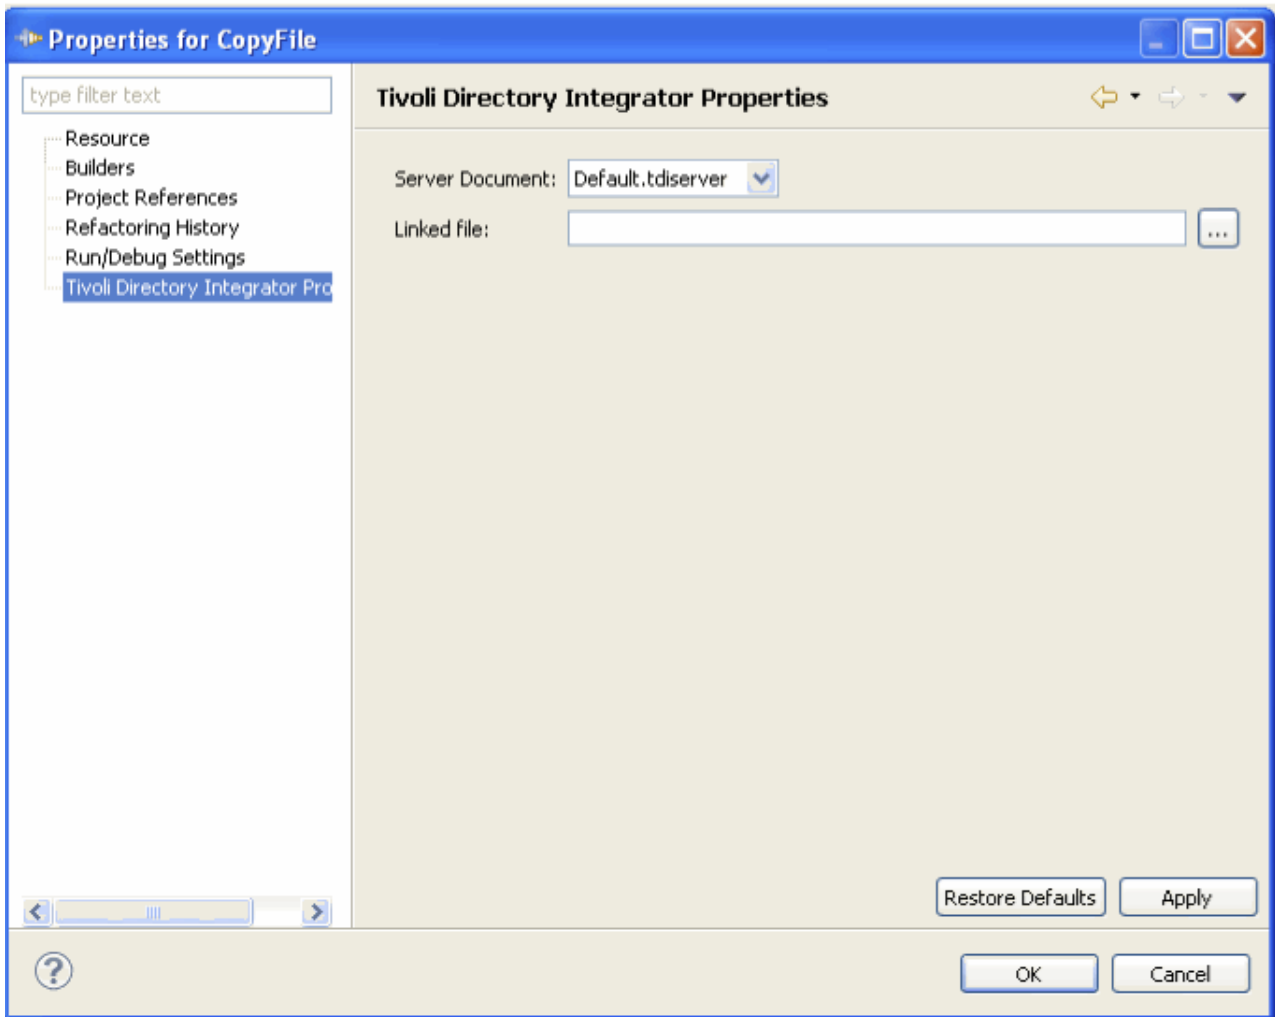 Properties for CopyFile
type filter text
Resource
Builders
Project References
Refactoring History
Run/Debug Settings
Tivoli Directory Integrator Pro
Tivoli Directory Integrator Properties
Server Document: Default.tdiserver
Linked file:
...
Restore Defaults Apply
? OK Cancel